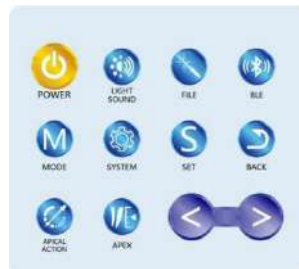 POWER
LIGHT
SOUND
FILE
BLE
M
MODE
SYSTEM
S
SET
BACK
APICAL
ACTION
I/E
APEX
< >